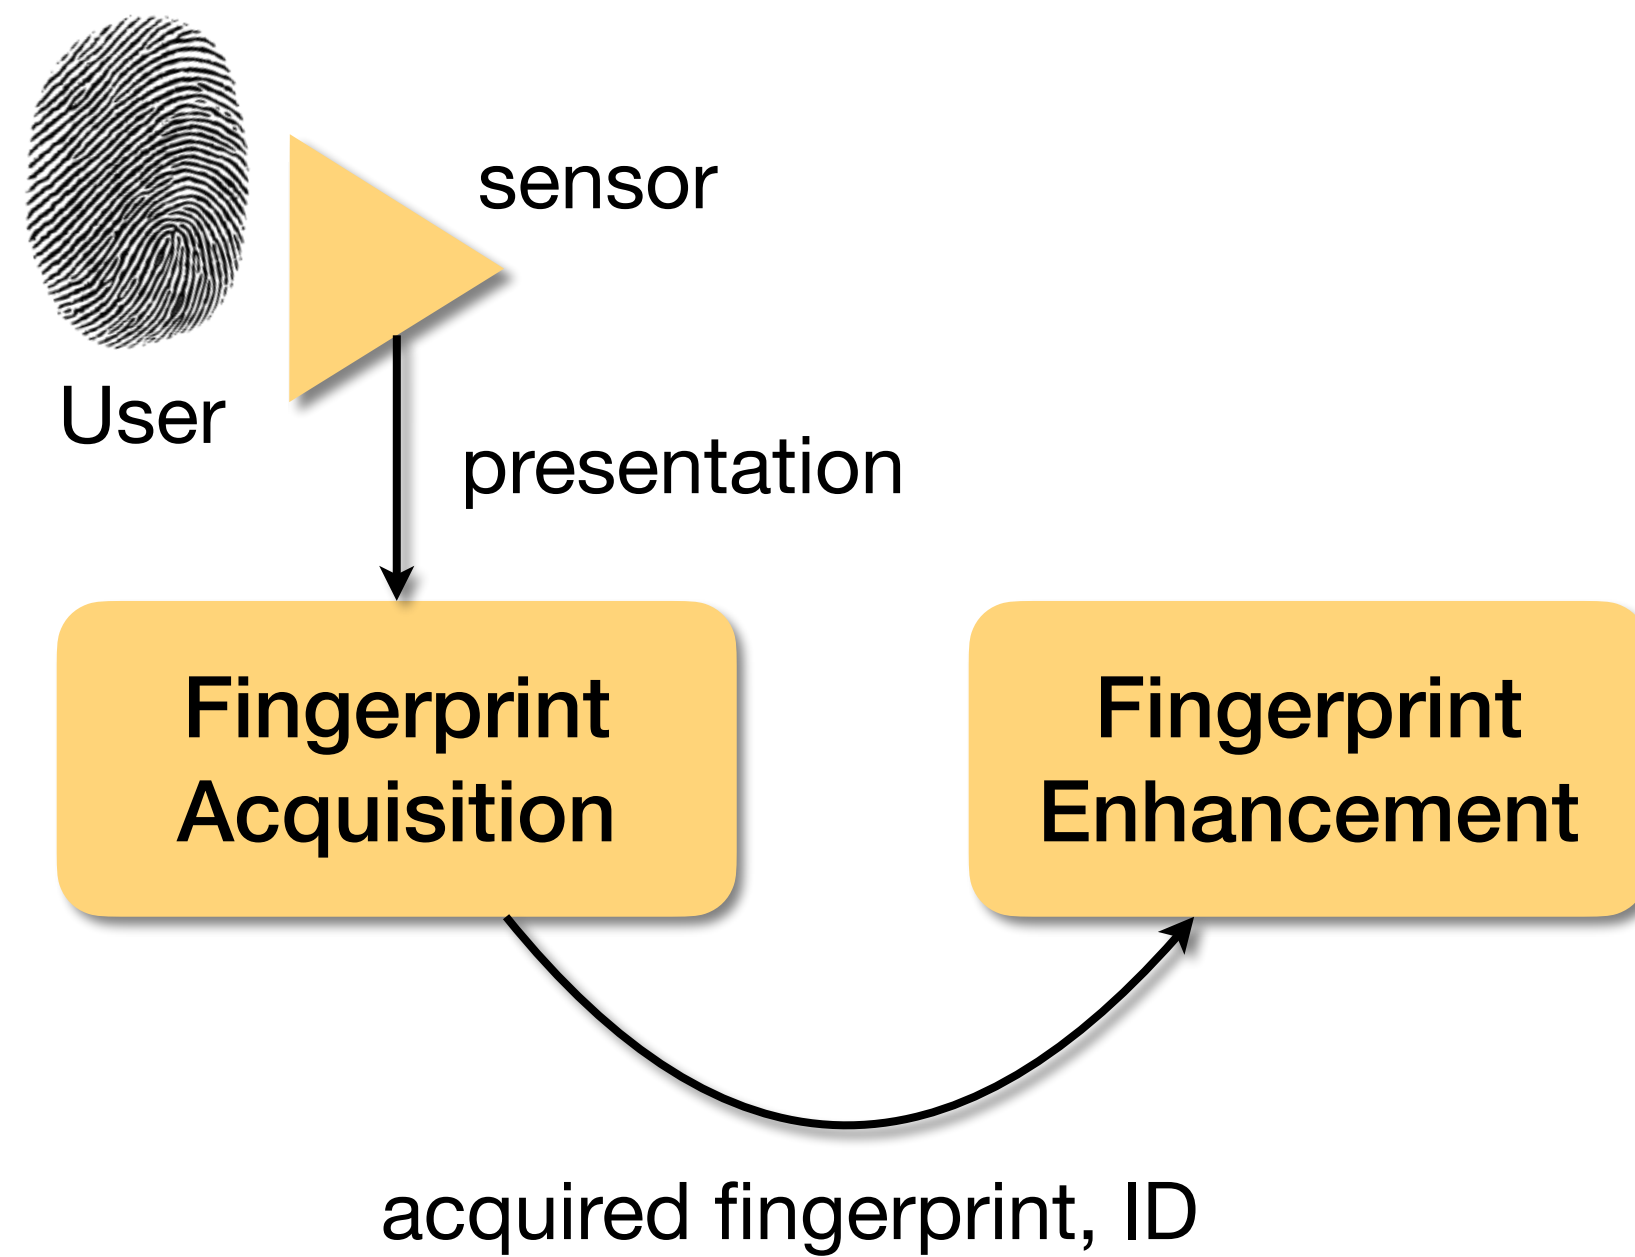 sensor
User
presentation
Fingerprint
Acquisition
Fingerprint
Enhancement
acquired fingerprint, ID